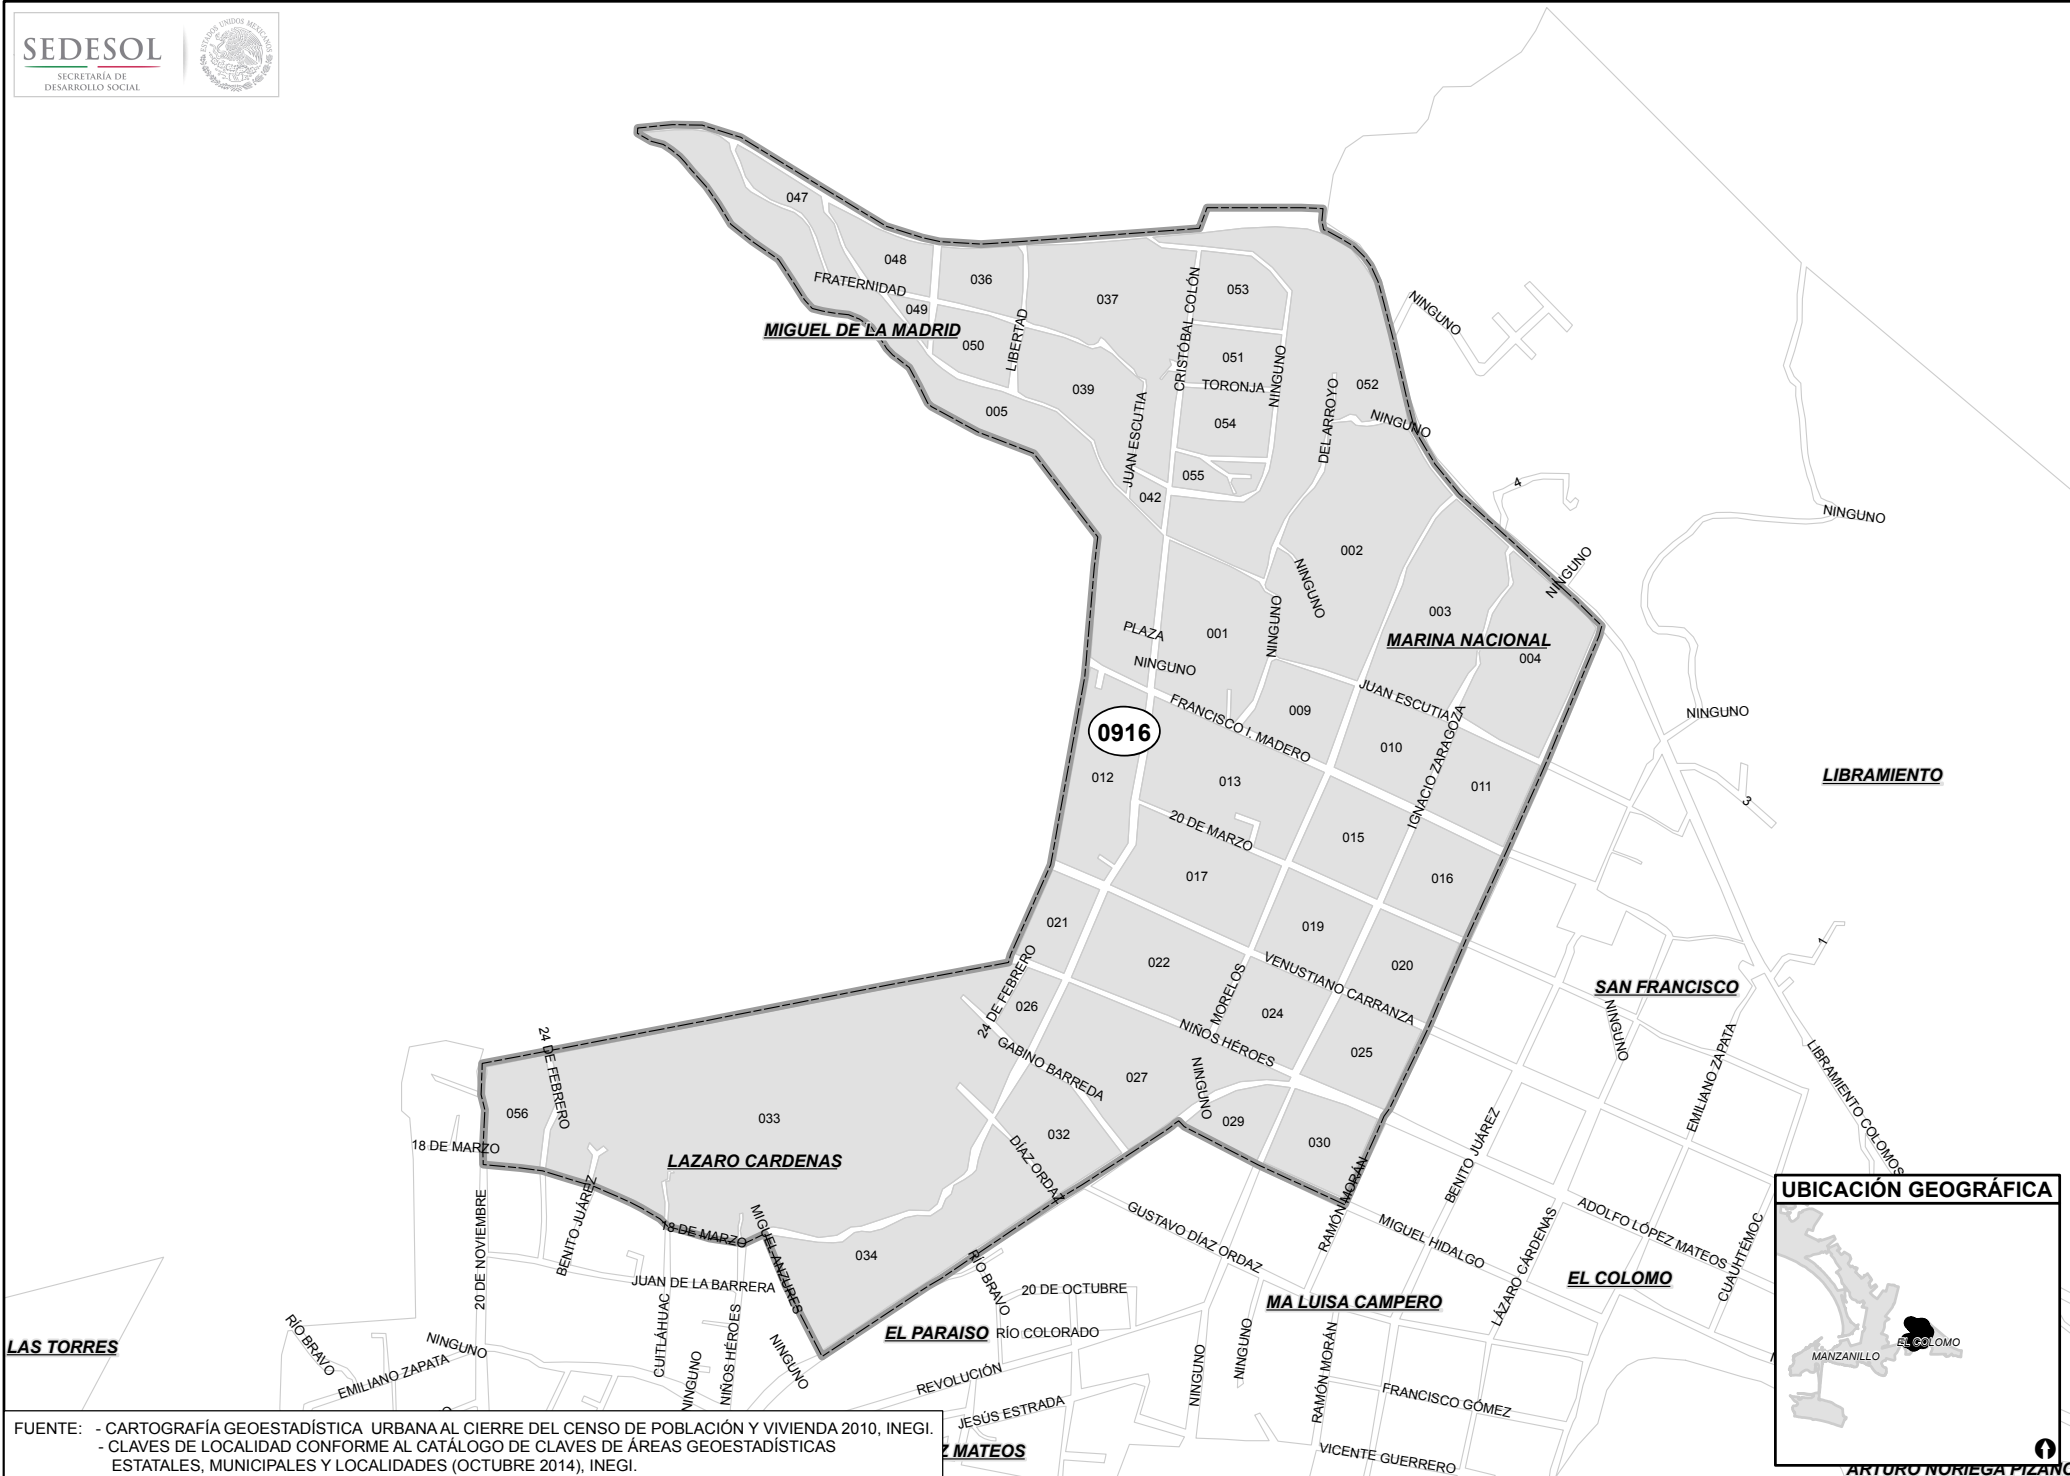 SEDESOL
SECRETARÍA DE
DESARROLLO SOCIAL
ESTADOS UNIDOS MEXICANOS
047
048
036
037
053
FRATERNIDAD
049
MIGUEL DE LA MADRID
050
LIBERTAD
CRISTÓBAL COLÓN
NINGUNO
051
TORONJA
NINGUNO
052
039
005
JUAN ESCUTIA
054
DEL ARROYO
NINGUNO
055
042
4
NINGUNO
002
NINGUNO
NINGUNO
003
PLAZA
001
NINGUNO
NINGUNO
MARINA NACIONAL
004
JUAN ESCUTIA
009
FRANCISCO I. MADERO
IGNACIO ZARAGOZA
NINGUNO
0916
010
012
013
011
LIBRAMIENTO
3
20 DE MARZO
015
017
016
021
019
1
022
VENUSTIANO CARRANZA
020
SAN FRANCISCO
24 DE FEBRERO
026
MORELOS
024
NIÑOS HÉROES
NINGUNO
EMILIANO ZAPATA
LIBRAMIENTO COLOMOS
24 DE FEBRERO
GABINO BARREDA
027
NINGUNO
025
056
033
18 DE MARZO
LAZARO CARDENAS
032
DÍAZ ORDAZ
029
030
BENITO JUÁREZ
RAMÓN MORÁN
20 DE NOVIEMBRE
BENITO JUÁREZ
18 DE MARZO
MIGUEL ANZURES
034
GUSTAVO DÍAZ ORDAZ
MIGUEL HIDALGO
LÁZARO CÁRDENAS
ADOLFO LÓPEZ MATEOS
CUAUHTÉMOC
JUAN DE LA BARRERA
RÍO BRAVO
20 DE OCTUBRE
EL COLOMO
MA LUISA CAMPERO
EL PARAISO
RÍO COLORADO
LAS TORRES
RÍO BRAVO
NINGUNO
EMILIANO ZAPATA
CUITLÁHUAC
NINGUNO
NIÑOS HÉROES
NINGUNO
REVOLUCIÓN
NINGUNO
NINGUNO
RAMÓN MORÁN
FRANCISCO GÓMEZ
JESÚS ESTRADA
Z MATEOS
VICENTE GUERRERO
ARTURO NORIEGA PIZANO
UBICACIÓN GEOGRÁFICA
MANZANILLO
EL COLOMO
FUENTE: - CARTOGRAFÍA GEOESTADÍSTICA URBANA AL CIERRE DEL CENSO DE POBLACIÓN Y VIVIENDA 2010, INEGI.
- CLAVES DE LOCALIDAD CONFORME AL CATÁLOGO DE CLAVES DE ÁREAS GEOESTADÍSTICAS
ESTATALES, MUNICIPALES Y LOCALIDADES (OCTUBRE 2014), INEGI.